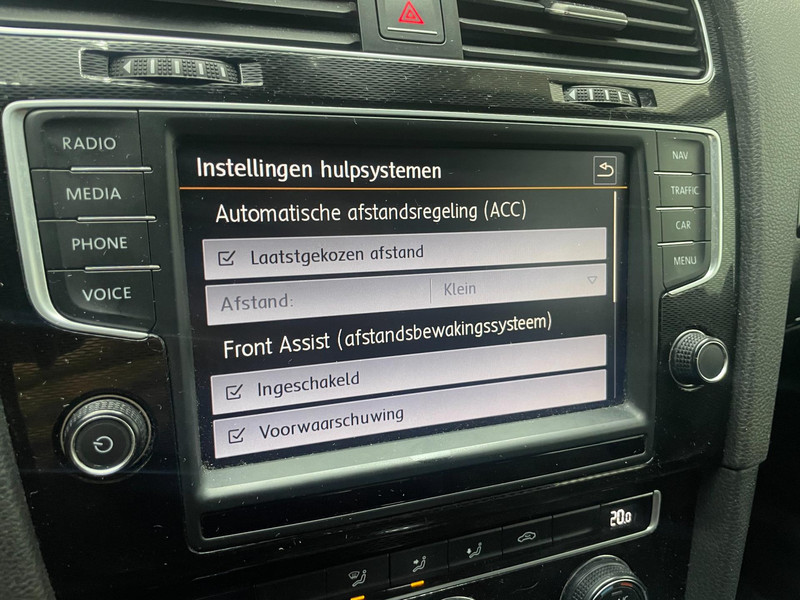 RADIO
MEDIA
PHONE
VOICE
Instellingen hulpsystemen
Automatische afstandsregeling (ACC)
Laatstgekozen afstand
Afstand: Klein
Front Assist (afstandsbewakingssysteem)
Ingeschakeld
Voorwaarschuwing
NAV
TRAFFIC
CAR
MENU
20.0